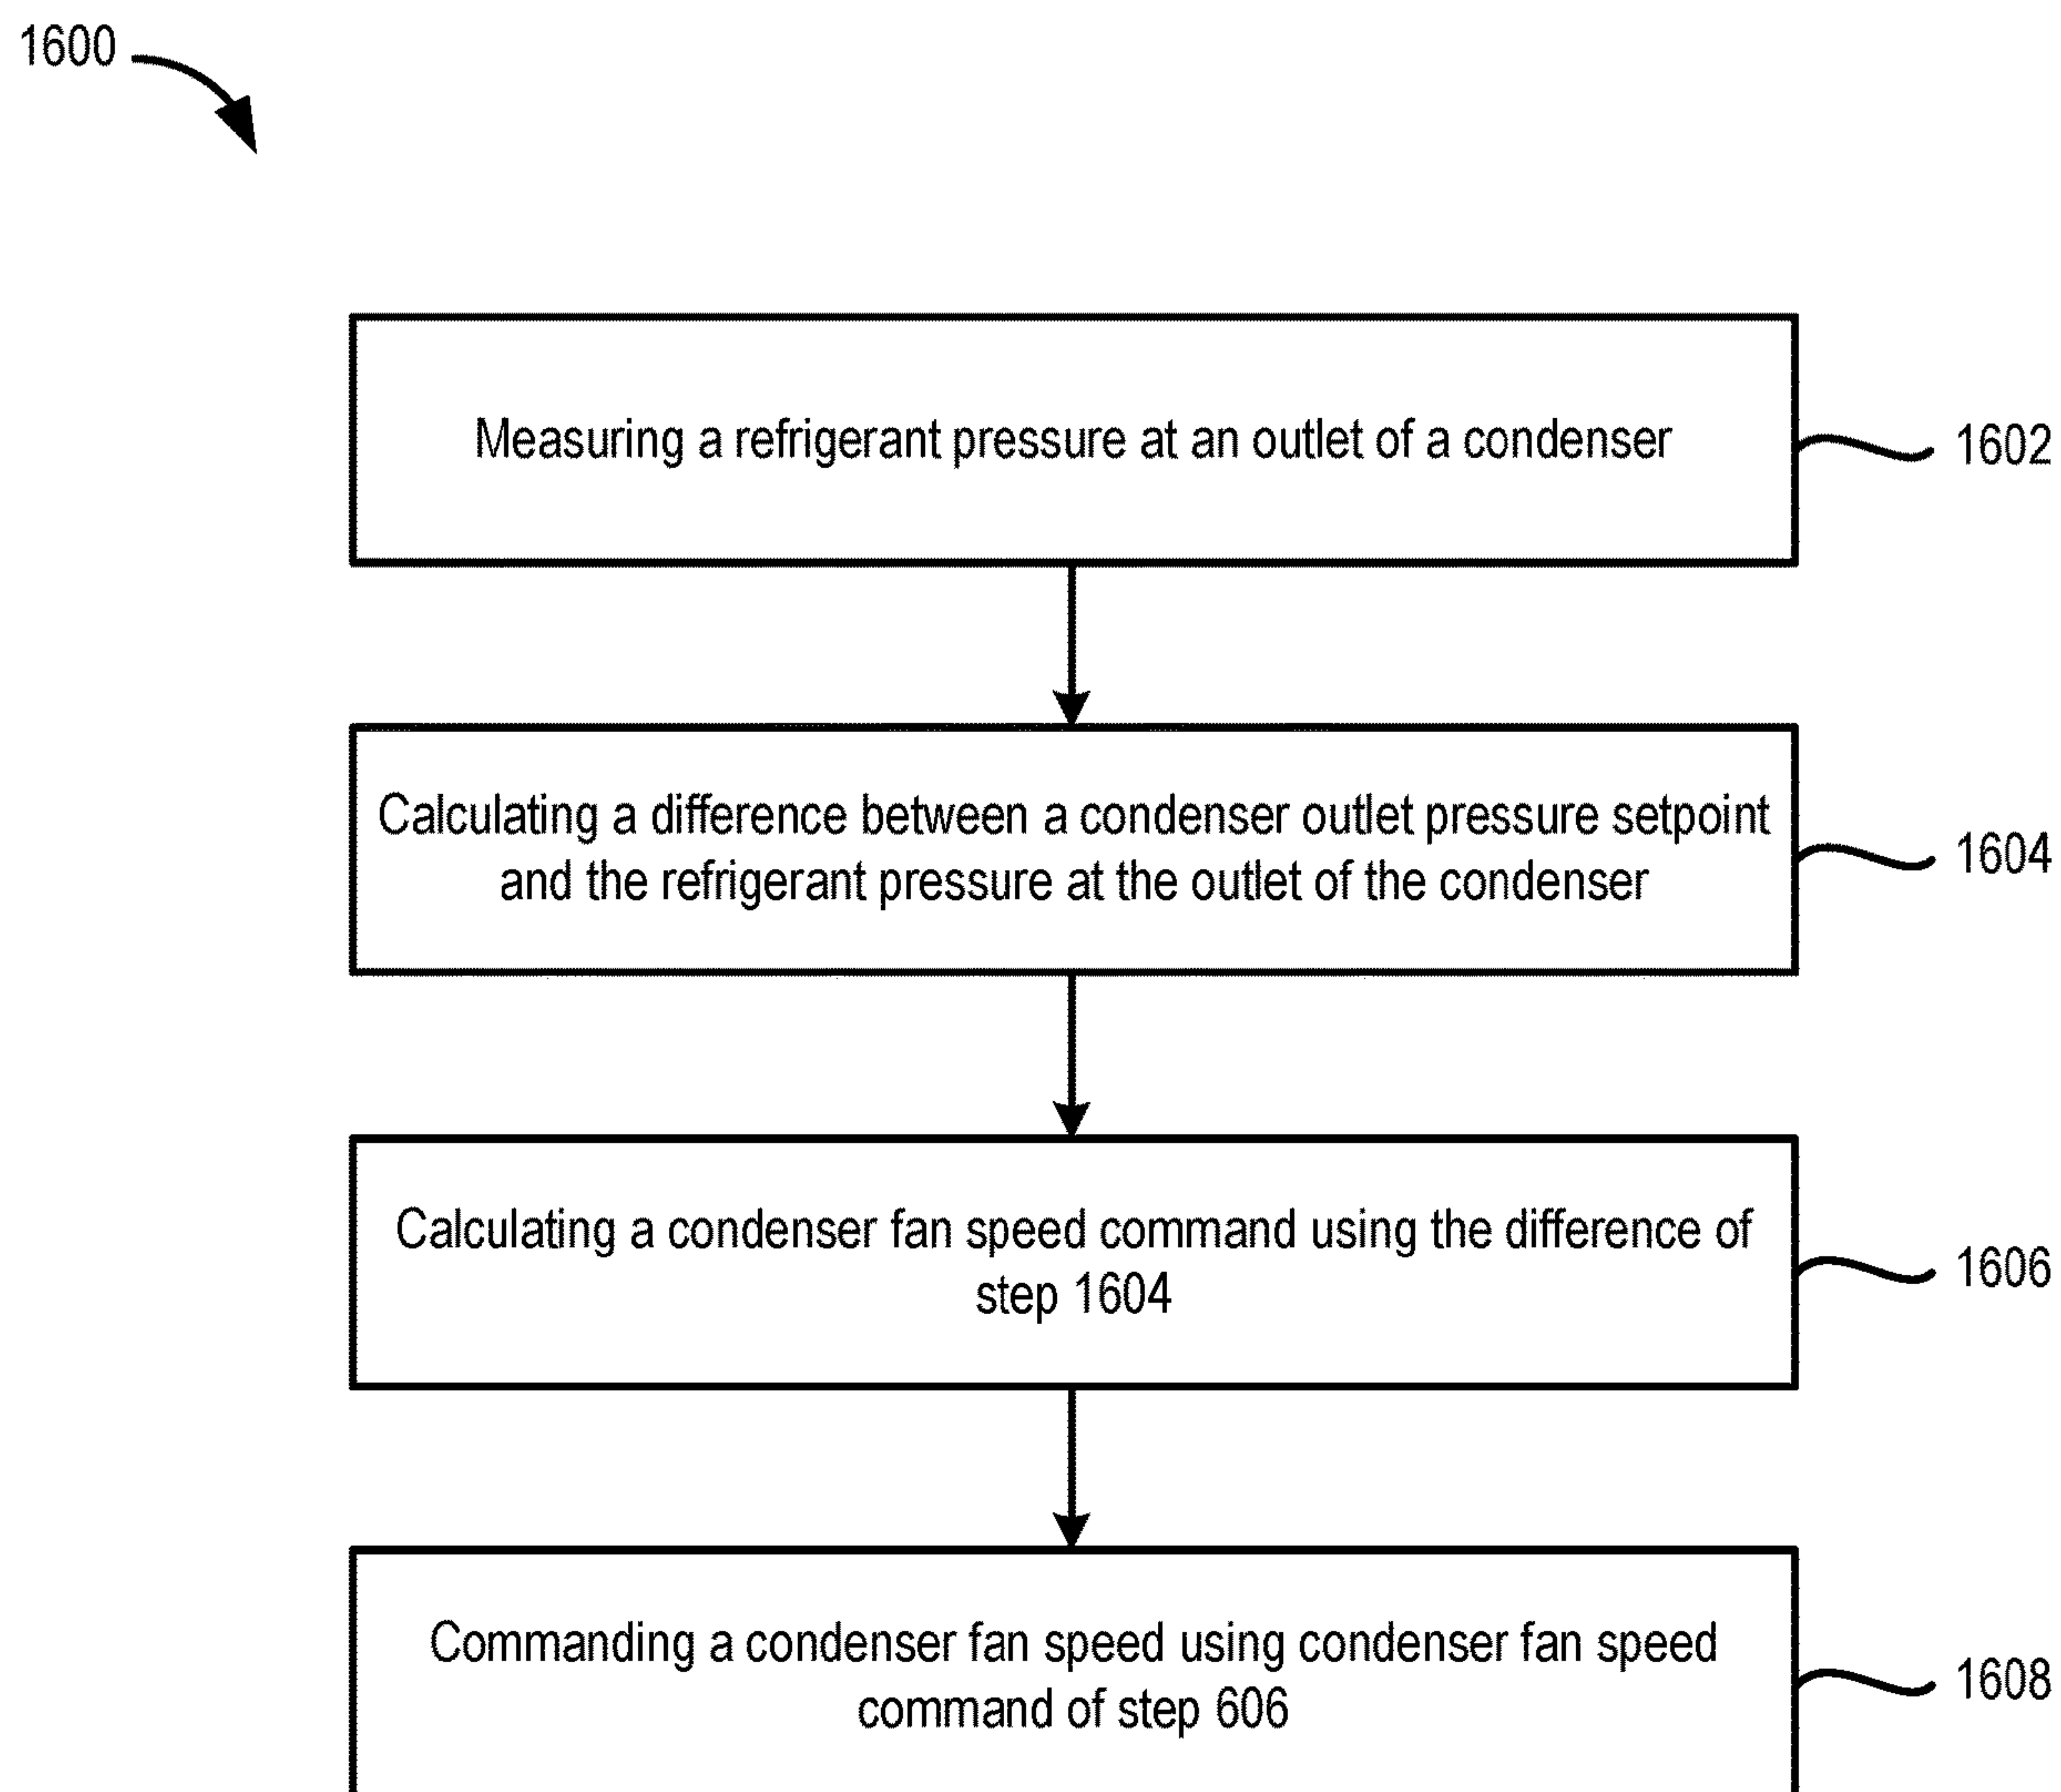 1600
Measuring a refrigerant pressure at an outlet of a condenser
1602
Calculating a difference between a condenser outlet pressure setpoint
and the refrigerant pressure at the outlet of the condenser
1604
Calculating a condenser fan speed command using the difference of
step 1604
1606
Commanding a condenser fan speed using condenser fan speed
command of step 606
1608